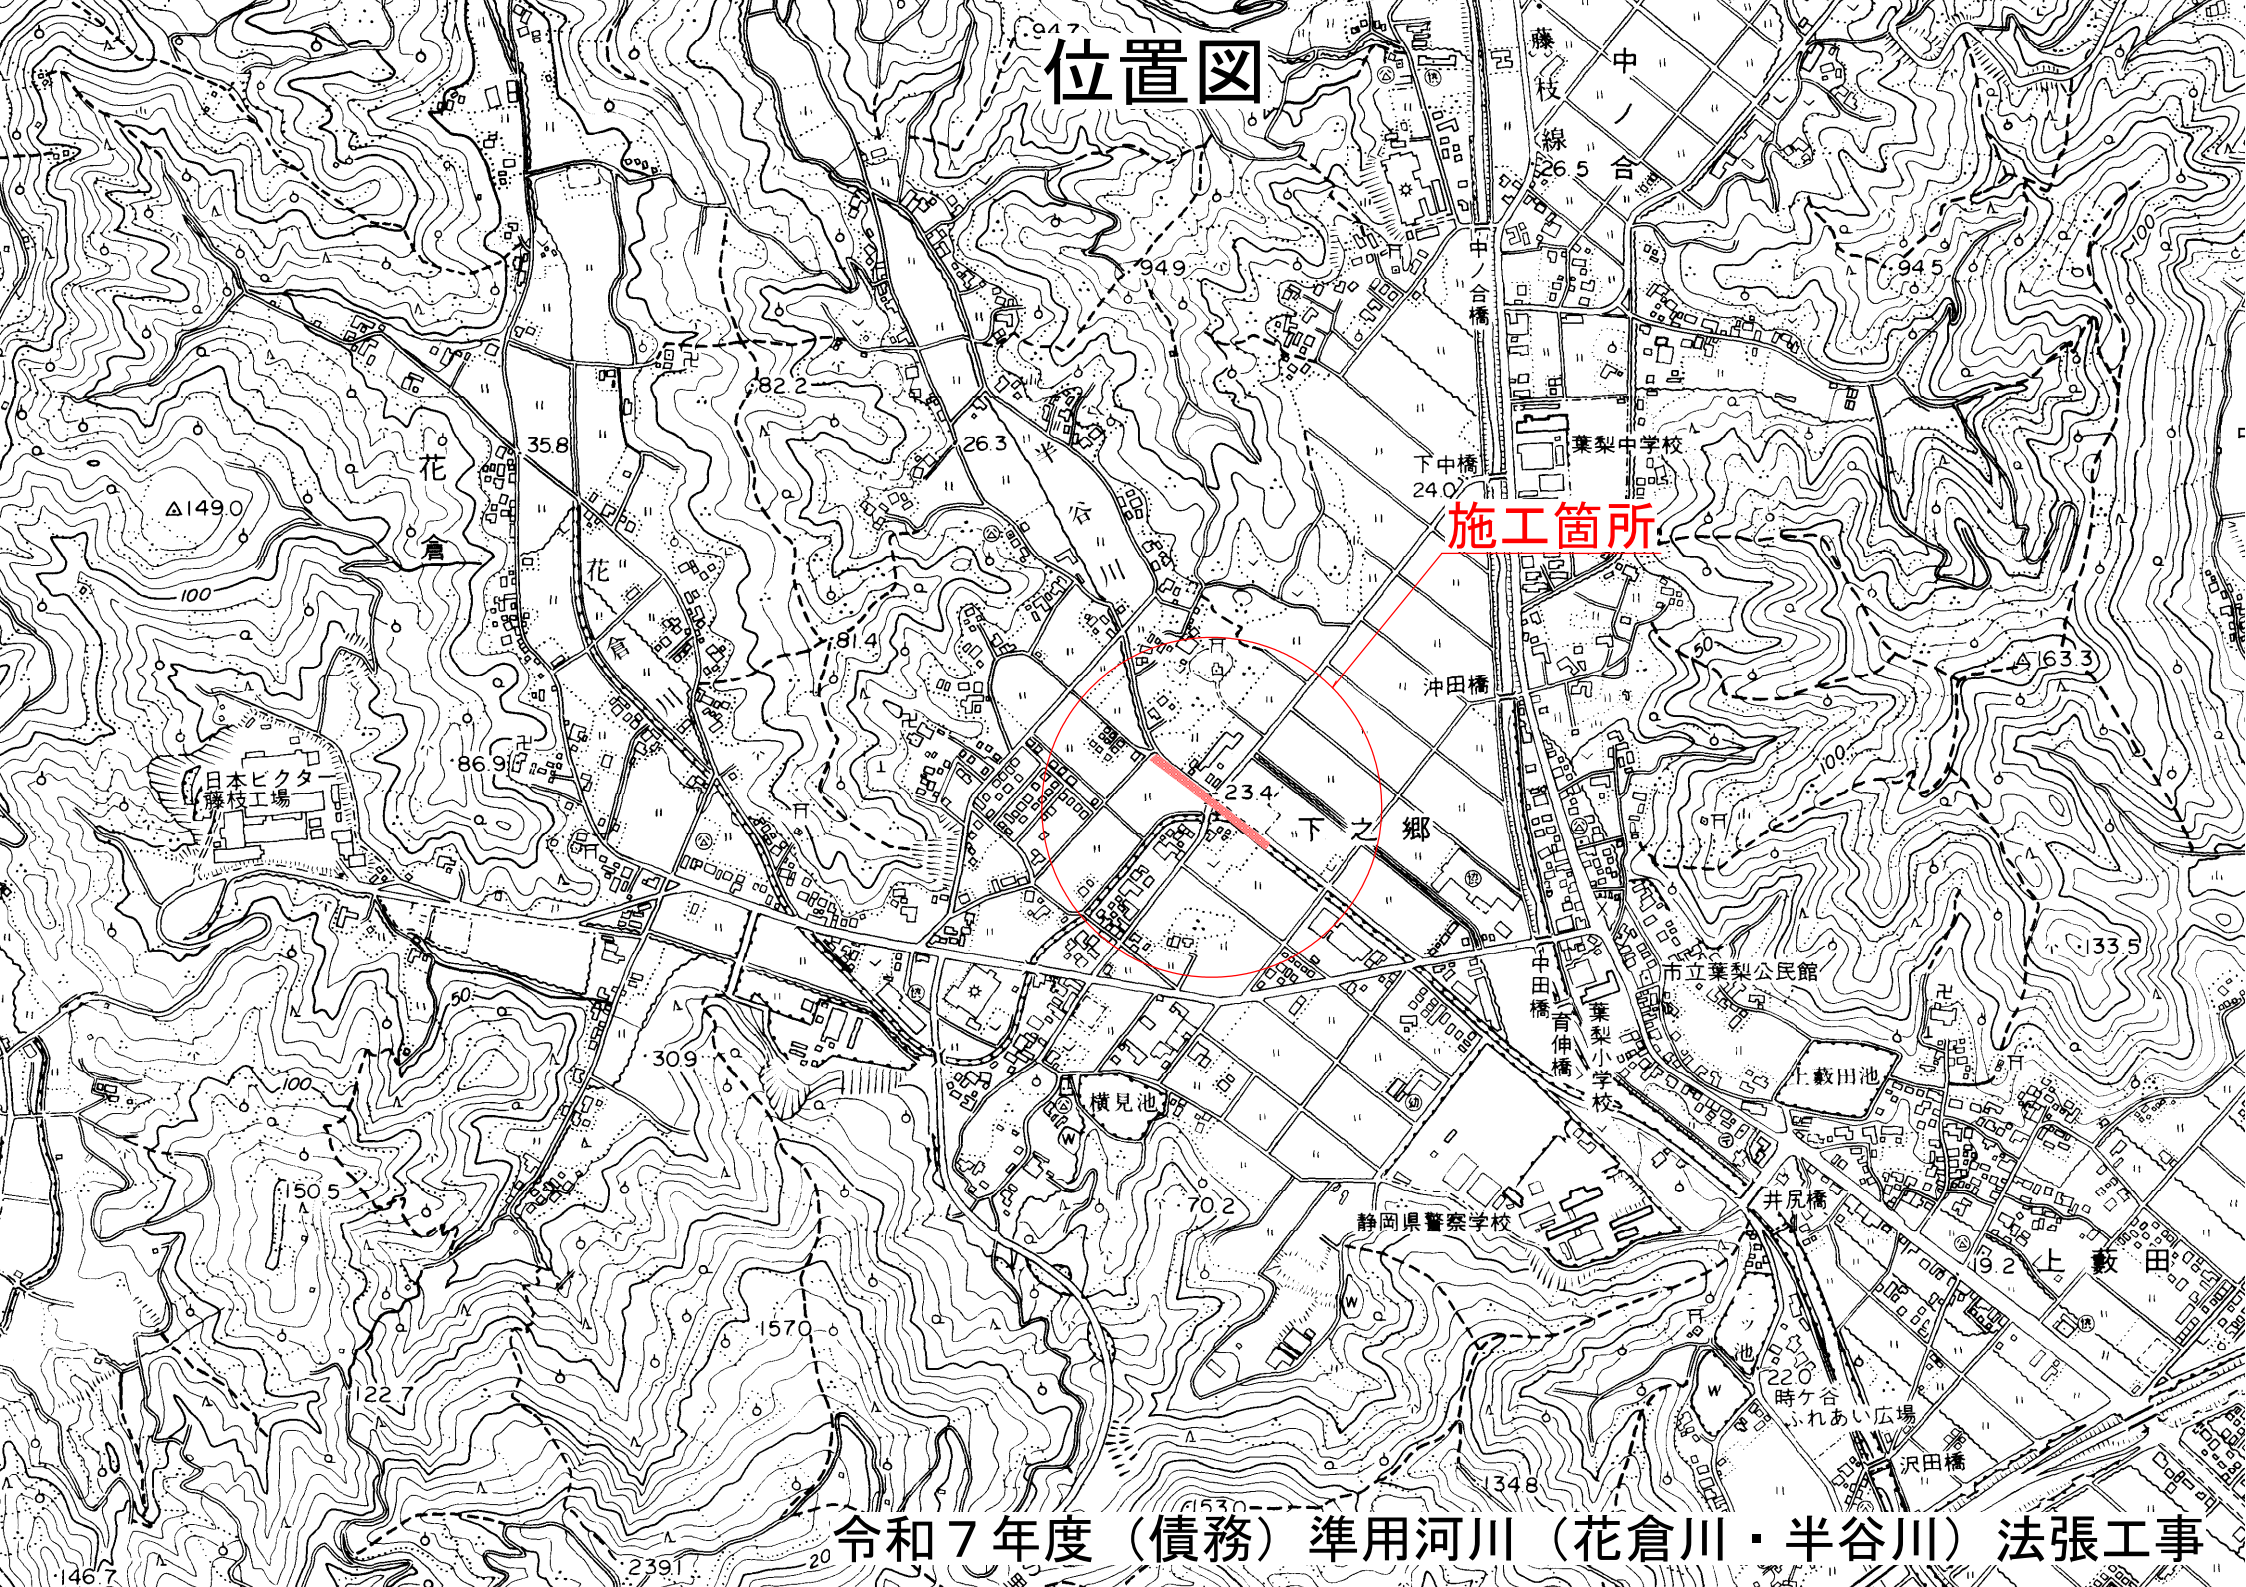 94.7
位置図
藤枝線
中ノ合
26.5
中ノ合橋
94.9
94.5
100
82.2
35.8
26.3
半谷川
花倉
149.0
葉梨中学校
下中橋
24.0
施工箇所
花倉川
100
81.4
50
163.3
沖田橋
86.9
日本ビクター
藤枝工場
100
23.4
下之郷
133.5
中田橋
市立葉梨公民館
育伸橋
葉梨小学校
50
30.9
100
横見池
上藪田池
W
幼
150.5
70.2
静岡県警察学校
井尻橋
19.2
上藪田
W
157.0
122.7
池
22.0
W
時ケ谷
ふれあい広場
沢田橋
134.8
153.0
令和７年度（債務）準用河川（花倉川・半谷川）法張工事
20
239.1
146.7